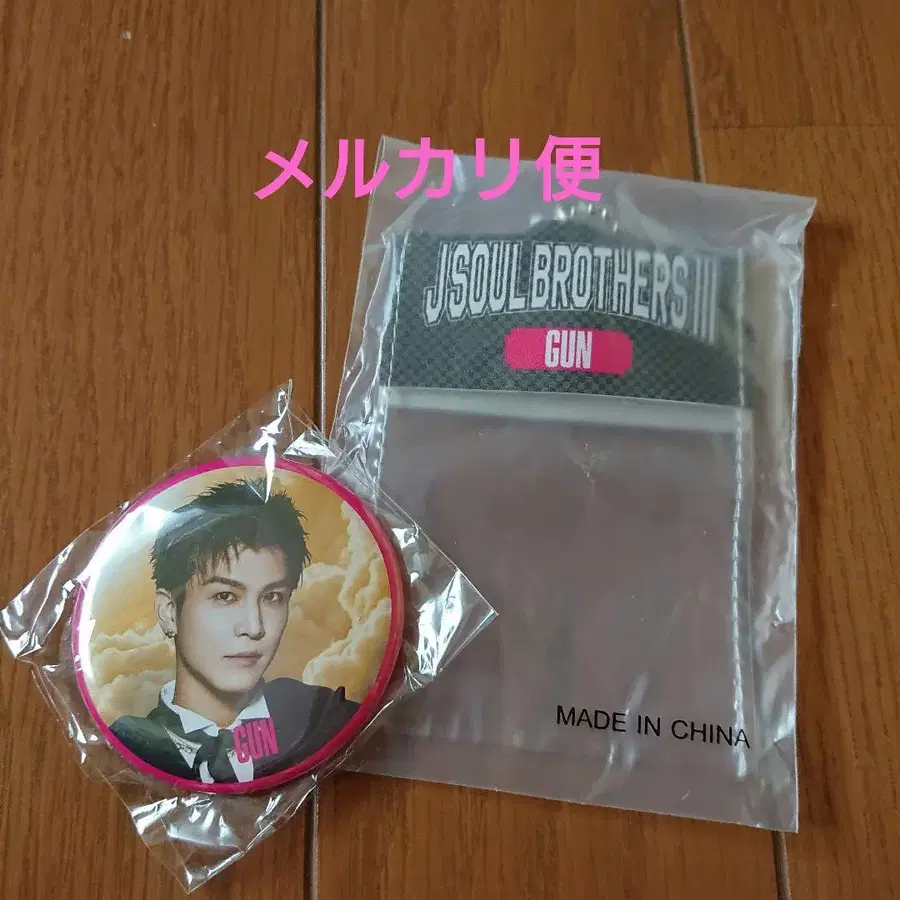 メルカリ便
J SOUL BROTHERS III
GUN
GUN
MADE IN CHINA